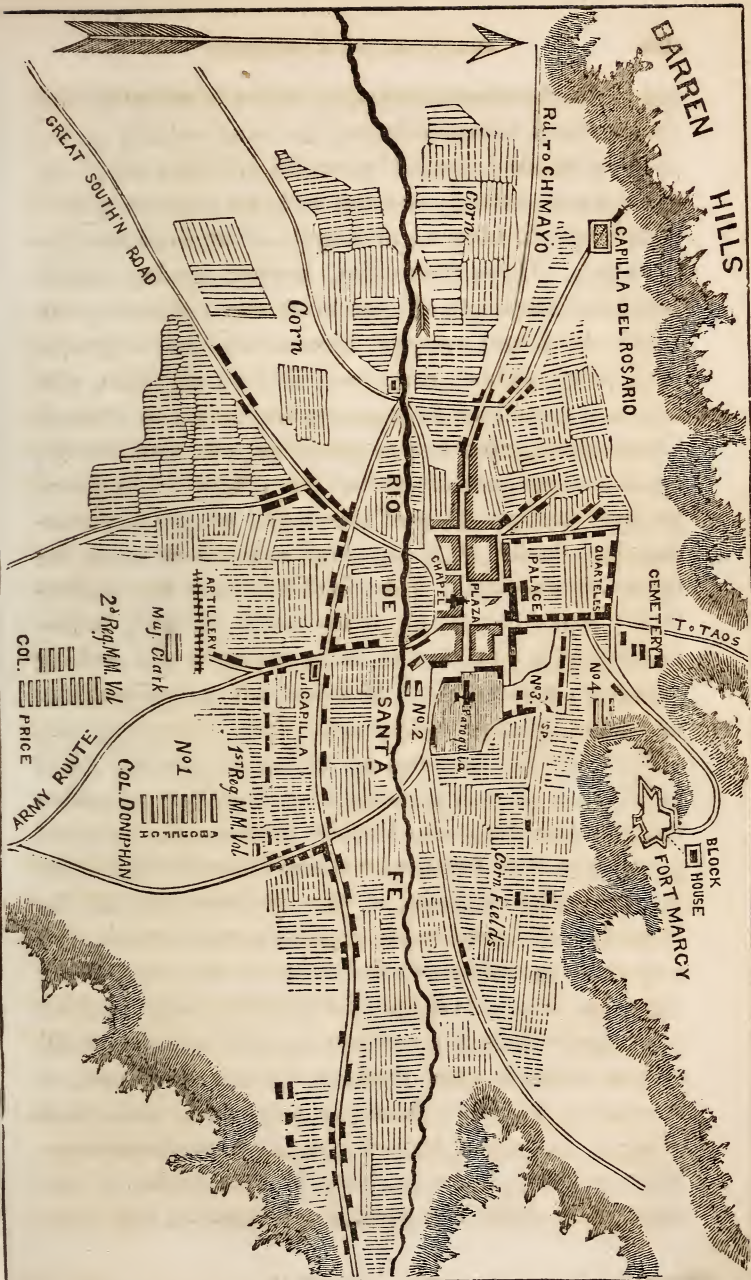 BARREN
HILLS
Rd. TO CHIMAYO
CAPILLA DEL ROSARIO
GREAT SOUTH'N ROAD
Corn
Corn
RIO
DE
SANTA
FE
CHAPEL
PLAZA
PALACE
QUARTELES
CEMETERY
To TAOS
No. 4
No. 3
No. 2
Paroquia
BLOCK
HOUSE
FORT MARCY
Corn Fields
ARTILLERY
Maj. Clark
2d Reg. M.M. Vol
COL. PRICE
ARMY ROUTE
CAPILLA
1st Reg. M.M. Vol
No 1
A
B
D
E
F
C
H
COL. DONIPHAN